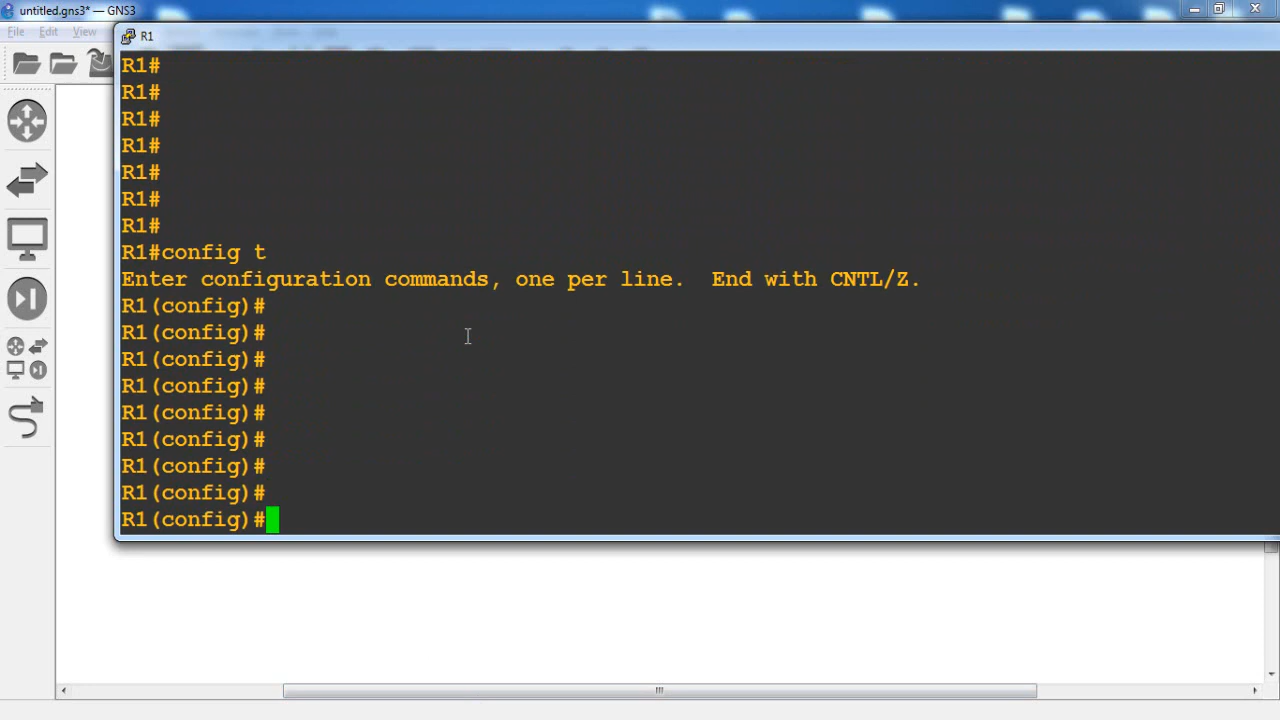 untitled.gns3* — GNS3
File Edit View
R1
R1#
R1#
R1#
R1#
R1#
R1#
R1#
R1#config t
Enter configuration commands, one per line.  End with CNTL/Z.
R1(config)#
R1(config)#
R1(config)#
R1(config)#
R1(config)#
R1(config)#
R1(config)#
R1(config)#
R1(config)#